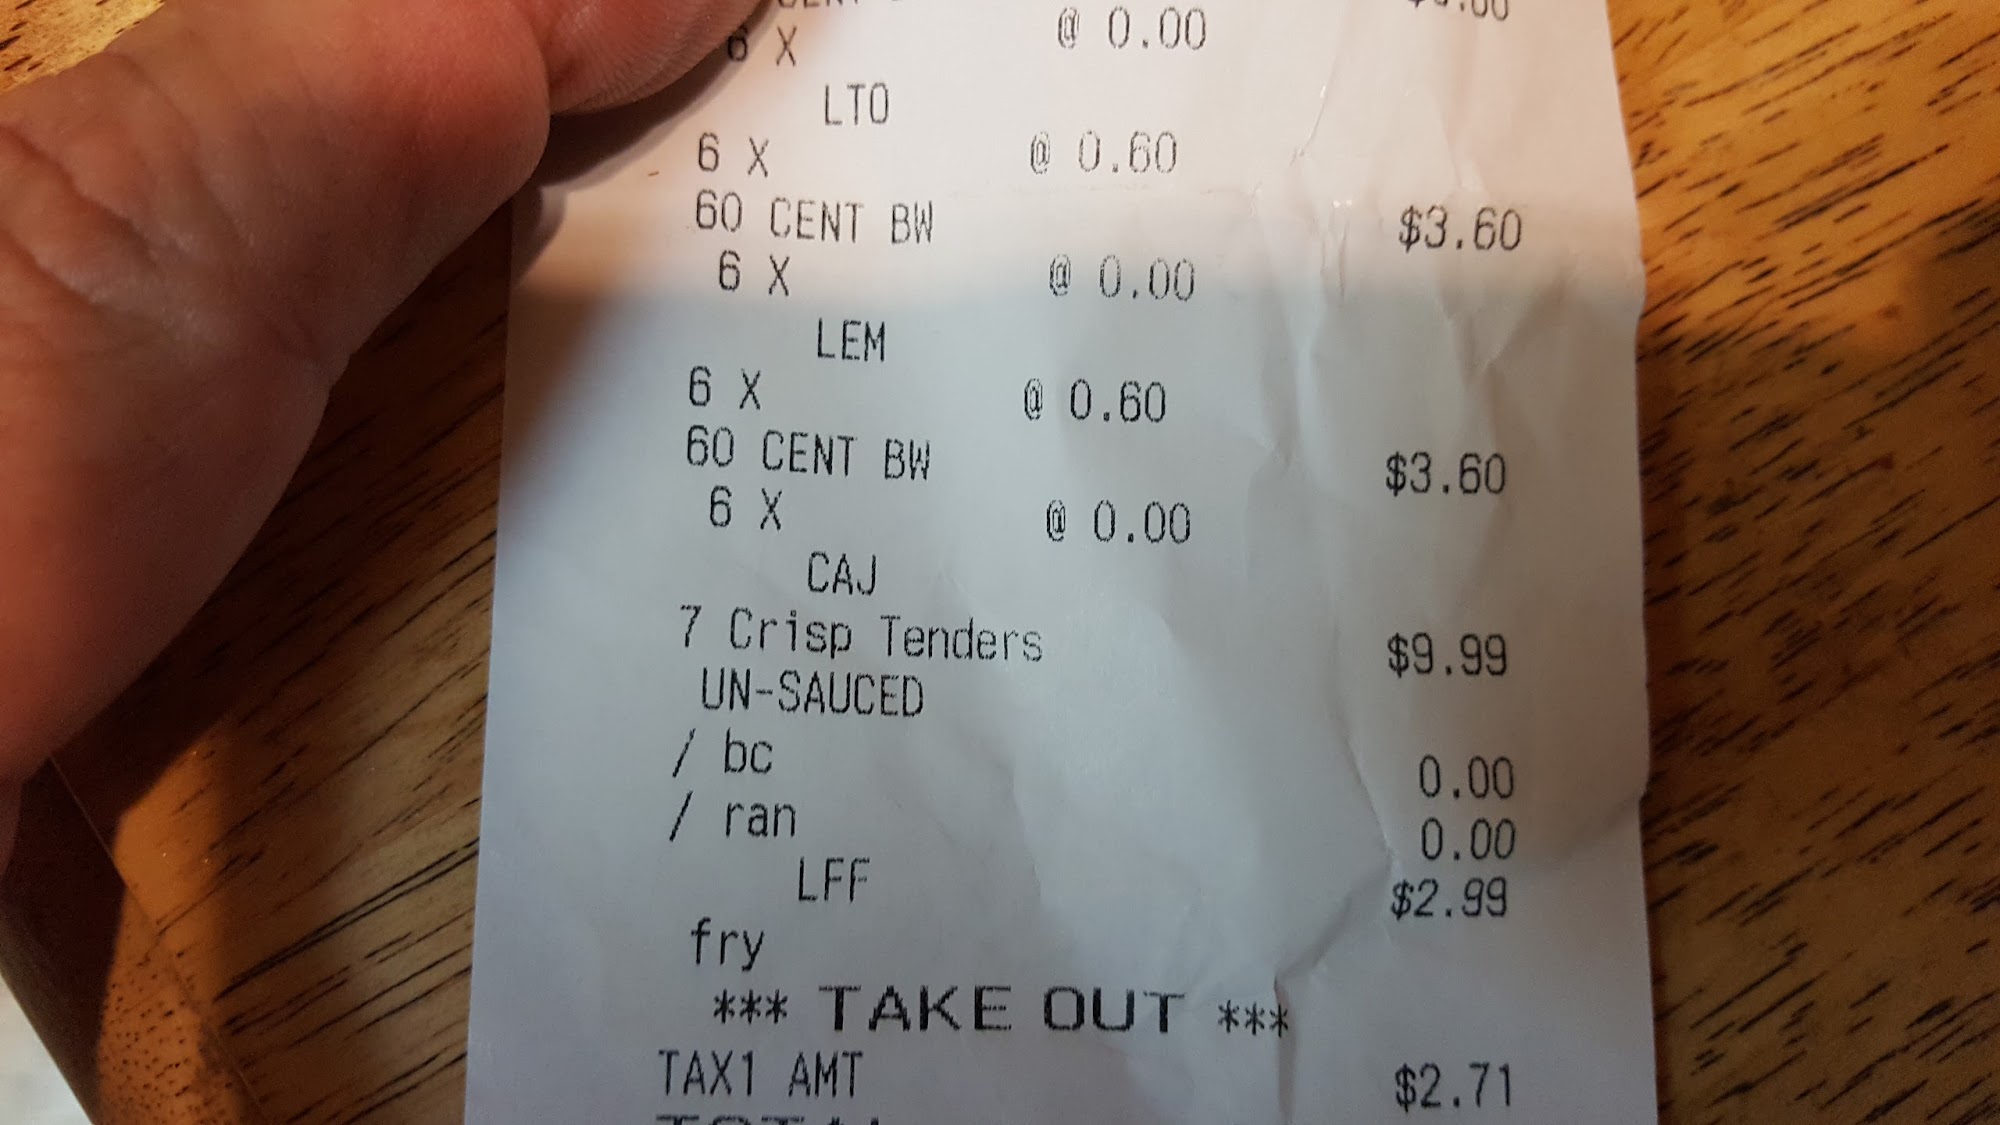 CENT
6 X @ 0.00
LTO
6 X @ 0.60
60 CENT BW $3.60
6 X @ 0.00
LEM
6 X @ 0.60
60 CENT BW $3.60
6 X @ 0.00
CAJ
7 Crisp Tenders $9.99
UN-SAUCED
/ bc 0.00
/ ran 0.00
LFF $2.99
fry
*** TAKE OUT ***
TAX1 AMT $2.71